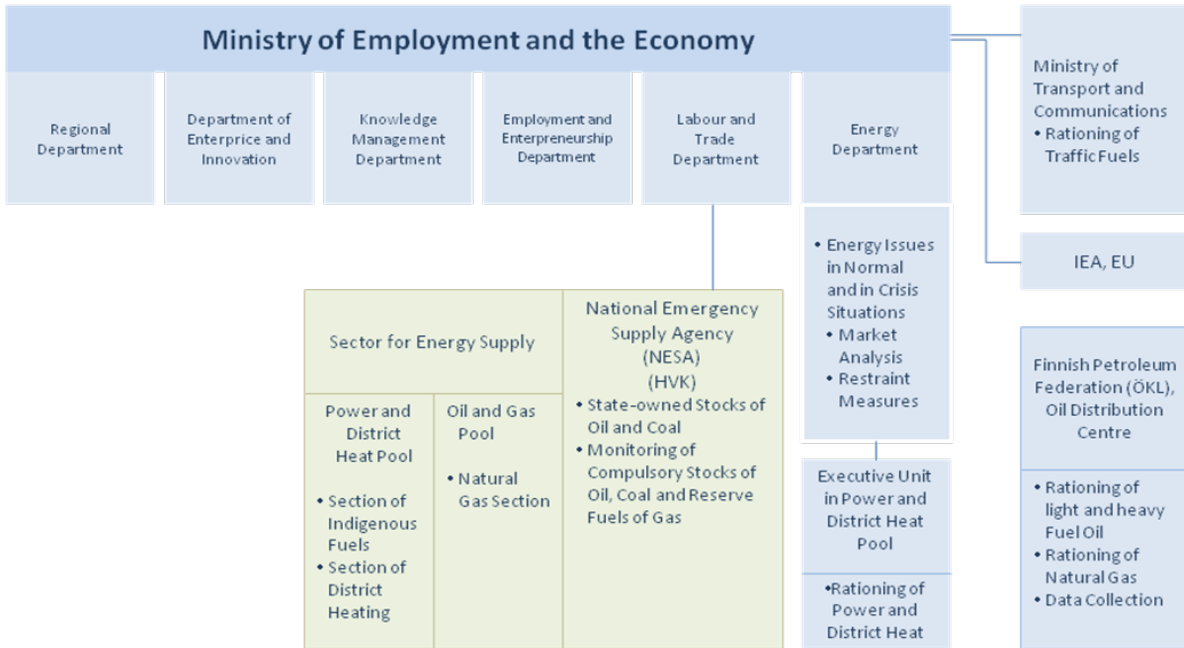 Ministry of Employment and the Economy
Regional
Department
Department of
Enterprice and
Innovation
Knowledge
Management
Department
Employment and
Enterpreneurship
Department
Labour and
Trade
Department
Energy
Department
Ministry of
Transport and
Communications
• Rationing of
Traffic Fuels
IEA, EU
• Energy Issues
in Normal
and in Crisis
Situations
• Market
Analysis
• Restraint
Measures
Sector for Energy Supply
Power and
District
Heat Pool
• Section of
Indigenous
Fuels
• Section of
District
Heating
Oil and Gas
Pool
• Natural
Gas Section
National Emergency
Supply Agency
(NESA)
(HVK)
• State-owned Stocks of
Oil and Coal
• Monitoring of
Compulsory Stocks of
Oil, Coal and Reserve
Fuels of Gas
Executive Unit
in Power and
District Heat
Pool
• Rationing of
Power and
District Heat
Finnish Petroleum
Federation (ÖKL),
Oil Distribution
Centre
• Rationing of
light and heavy
Fuel Oil
• Rationing of
Natural Gas
• Data Collection